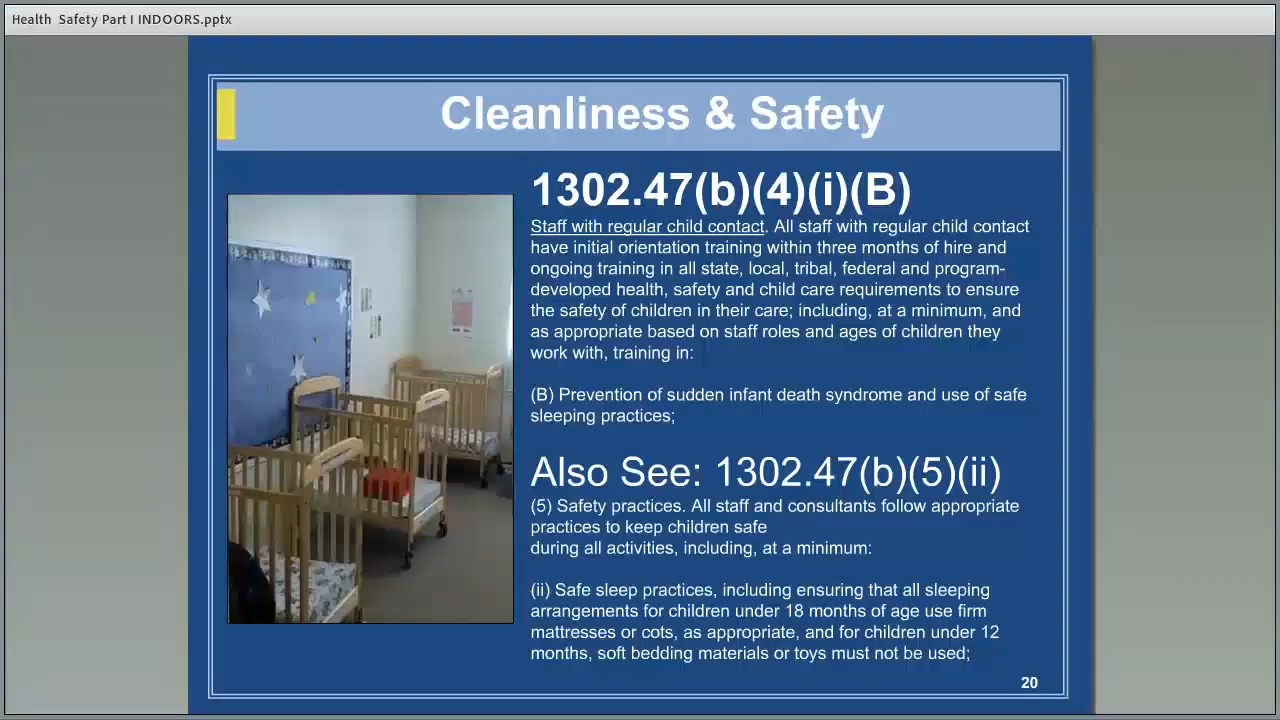 Health Safety Part I INDOORS.pptx
Cleanliness & Safety
1302.47(b)(4)(i)(B)
Staff with regular child contact. All staff with regular child contact
have initial orientation training within three months of hire and
ongoing training in all state, local, tribal, federal and program-
developed health, safety and child care requirements to ensure
the safety of children in their care; including, at a minimum, and
as appropriate based on staff roles and ages of children they
work with, training in:
(B) Prevention of sudden infant death syndrome and use of safe
sleeping practices;
Also See: 1302.47(b)(5)(ii)
(5) Safety practices. All staff and consultants follow appropriate
practices to keep children safe
during all activities, including, at a minimum:
(ii) Safe sleep practices, including ensuring that all sleeping
arrangements for children under 18 months of age use firm
mattresses or cots, as appropriate, and for children under 12
months, soft bedding materials or toys must not be used;
20